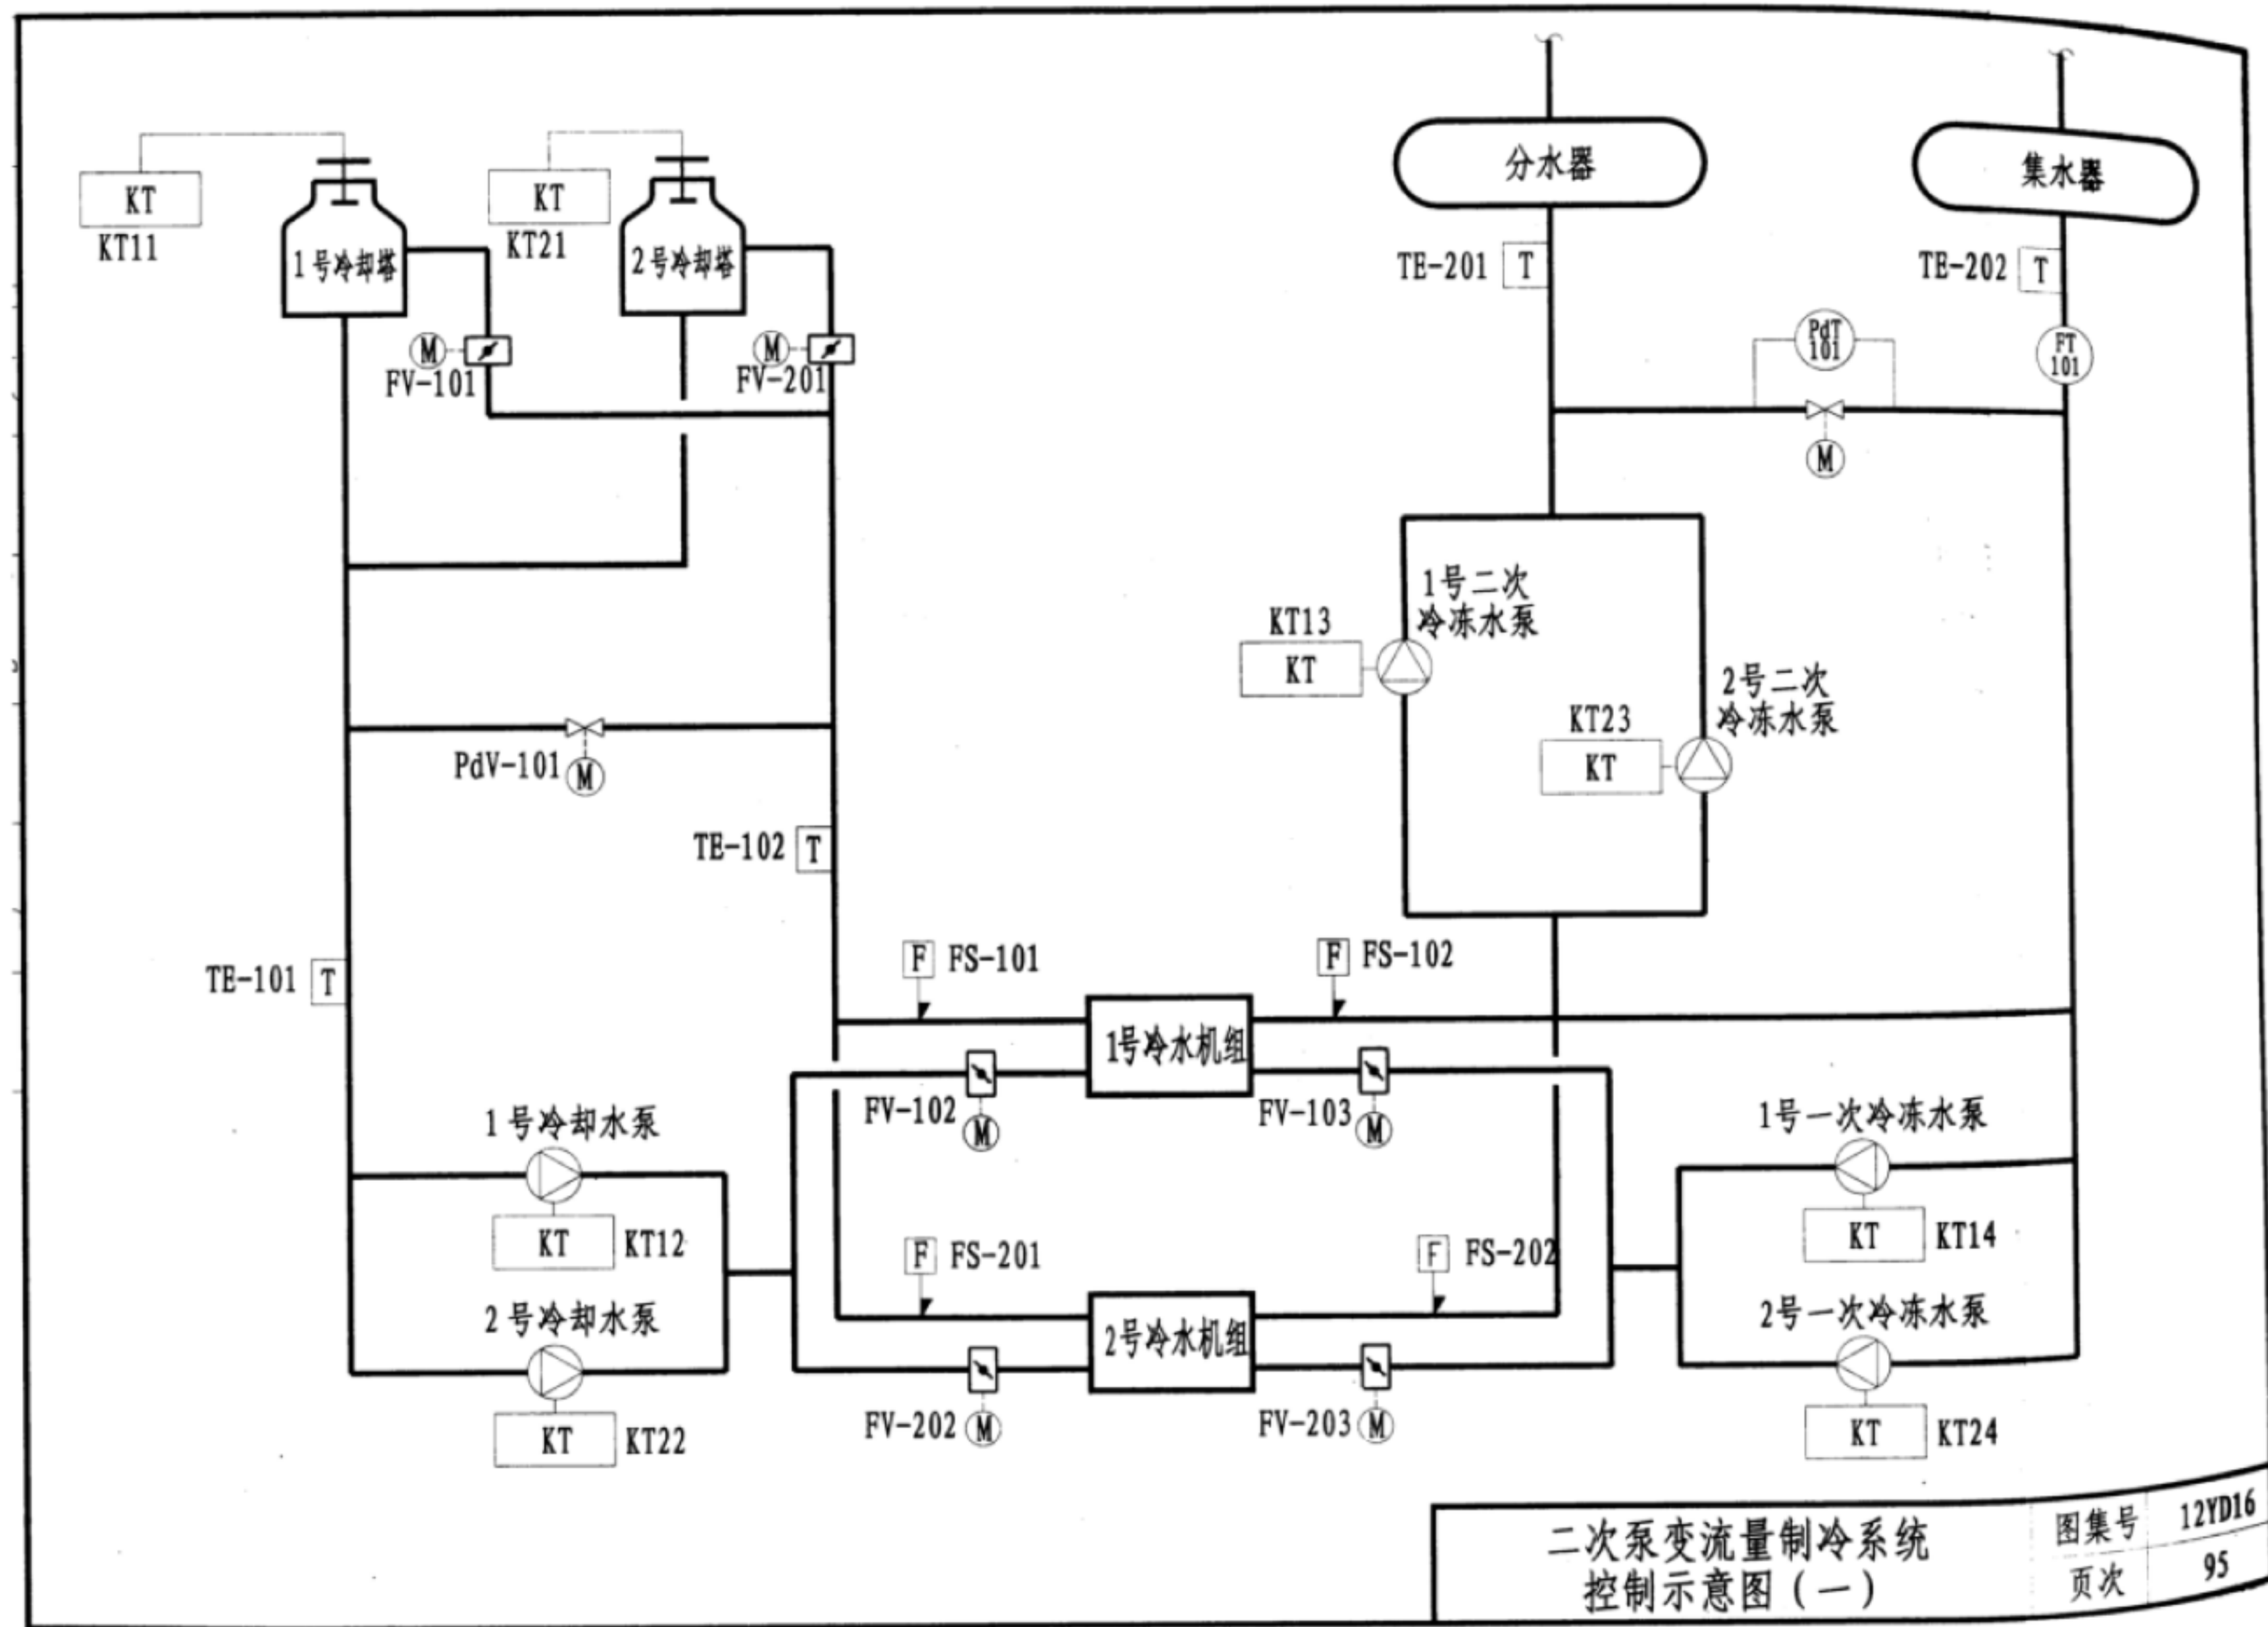 分水器
集水器
KT
KT11
KT
KT21
1号冷却塔
2号冷却塔
TE-201
T
TE-202
T
M
FV-101
M
FV-201
PdT
101
FT
101
M
1号二次
冷冻水泵
KT13
KT
2号二次
冷冻水泵
KT23
KT
PdV-101
M
TE-102
T
TE-101
T
F
FS-101
F
FS-102
1号冷水机组
FV-102
M
FV-103
M
1号冷却水泵
KT
KT12
1号一次冷冻水泵
KT
KT14
F
FS-201
F
FS-202
2号冷却水泵
KT
KT22
2号冷水机组
2号一次冷冻水泵
KT
KT24
FV-202
M
FV-203
M
二次泵变流量制冷系统
控制示意图(一)
图集号
12YD16
页次
95